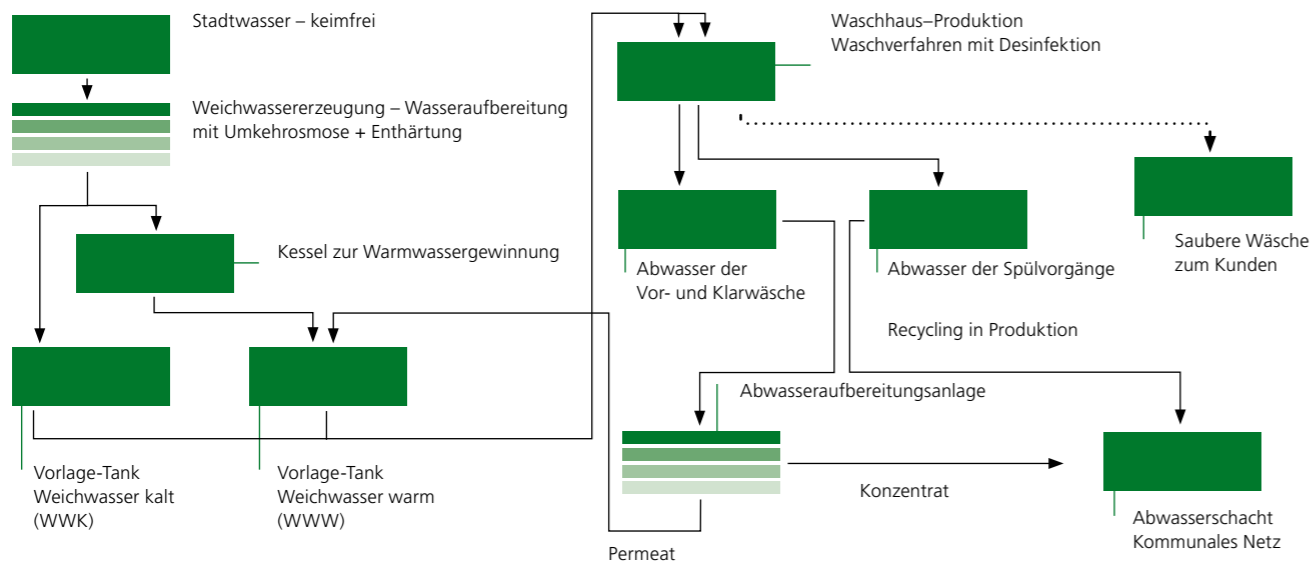 Stadtwasser – keimfrei
Weichwassererzeugung – Wasseraufbereitung
mit Umkehrosmose + Enthärtung
Kessel zur Warmwassergewinnung
Vorlage-Tank
Weichwasser kalt
(WWK)
Vorlage-Tank
Weichwasser warm
(WWW)
Waschhaus–Produktion
Waschverfahren mit Desinfektion
Abwasser der
Vor- und Klarwäsche
Abwasser der Spülvorgänge
Saubere Wäsche
zum Kunden
Recycling in Produktion
Abwasseraufbereitungsanlage
Konzentrat
Abwasserschacht
Kommunales Netz
Permeat